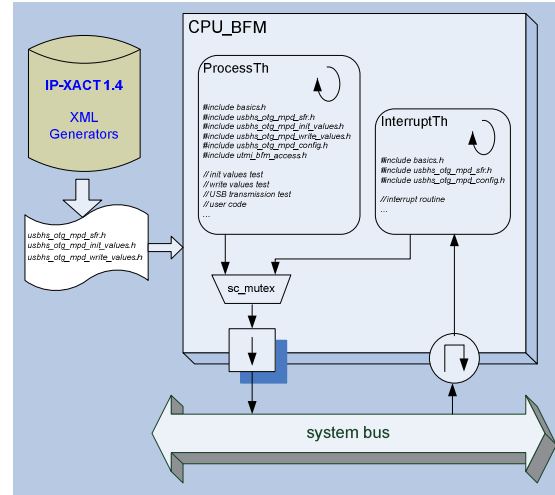 CPU_BFM
IP-XACT 1.4
XML
Generators
usbhs_otg_mpd_sfr.h
usbhs_otg_mpd_init_values.h
usbhs_otg_mpd_write_values.h
ProcessTh
#include basics.h
#include usbhs_otg_mpd_sfr.h
#include usbhs_otg_mpd_init_values.h
#include usbhs_otg_mpd_write_values.h
#include usbhs_otg_mpd_config.h
#include utmi_bfm_access.h
// init values test
// write values test
// USB transmission test
// user code
...
InterruptTh
#include basics.h
#include usbhs_otg_mpd_sfr.h
#include usbhs_otg_mpd_config.h
//interrupt routine
...
sc_mutex
system bus